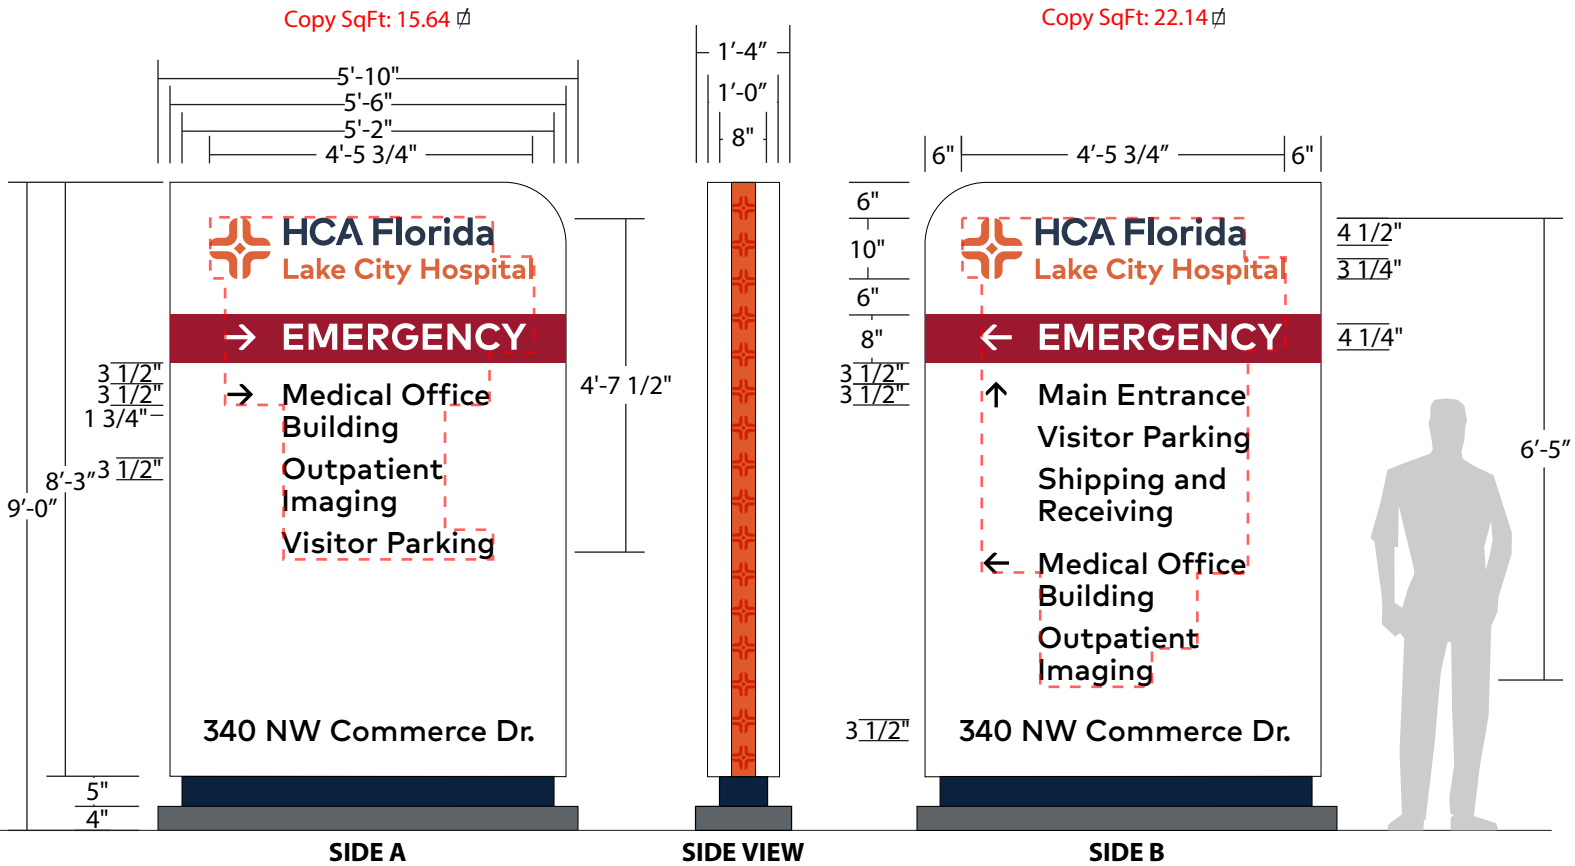 Copy SqFt: 15.64
Copy SqFt: 22.14
5'-10"
5'-6"
5'-2"
4'-5 3/4"
1'-4"
1'-0"
8"
6"
4'-5 3/4"
6"
HCA Florida
Lake City Hospital
EMERGENCY
Medical Office
Building
Outpatient
Imaging
Visitor Parking
340 NW Commerce Dr.
3 1/2"
3 1/2"
1 3/4"
3 1/2"
8'-3"
9'-0"
5"
4"
4'-7 1/2"
6"
10"
6"
8"
3 1/2"
3 1/2"
3 1/2"
HCA Florida
Lake City Hospital
EMERGENCY
Main Entrance
Visitor Parking
Shipping and
Receiving
Medical Office
Building
Outpatient
Imaging
340 NW Commerce Dr.
4 1/2"
3 1/4"
4 1/4"
6'-5"
SIDE A
SIDE VIEW
SIDE B